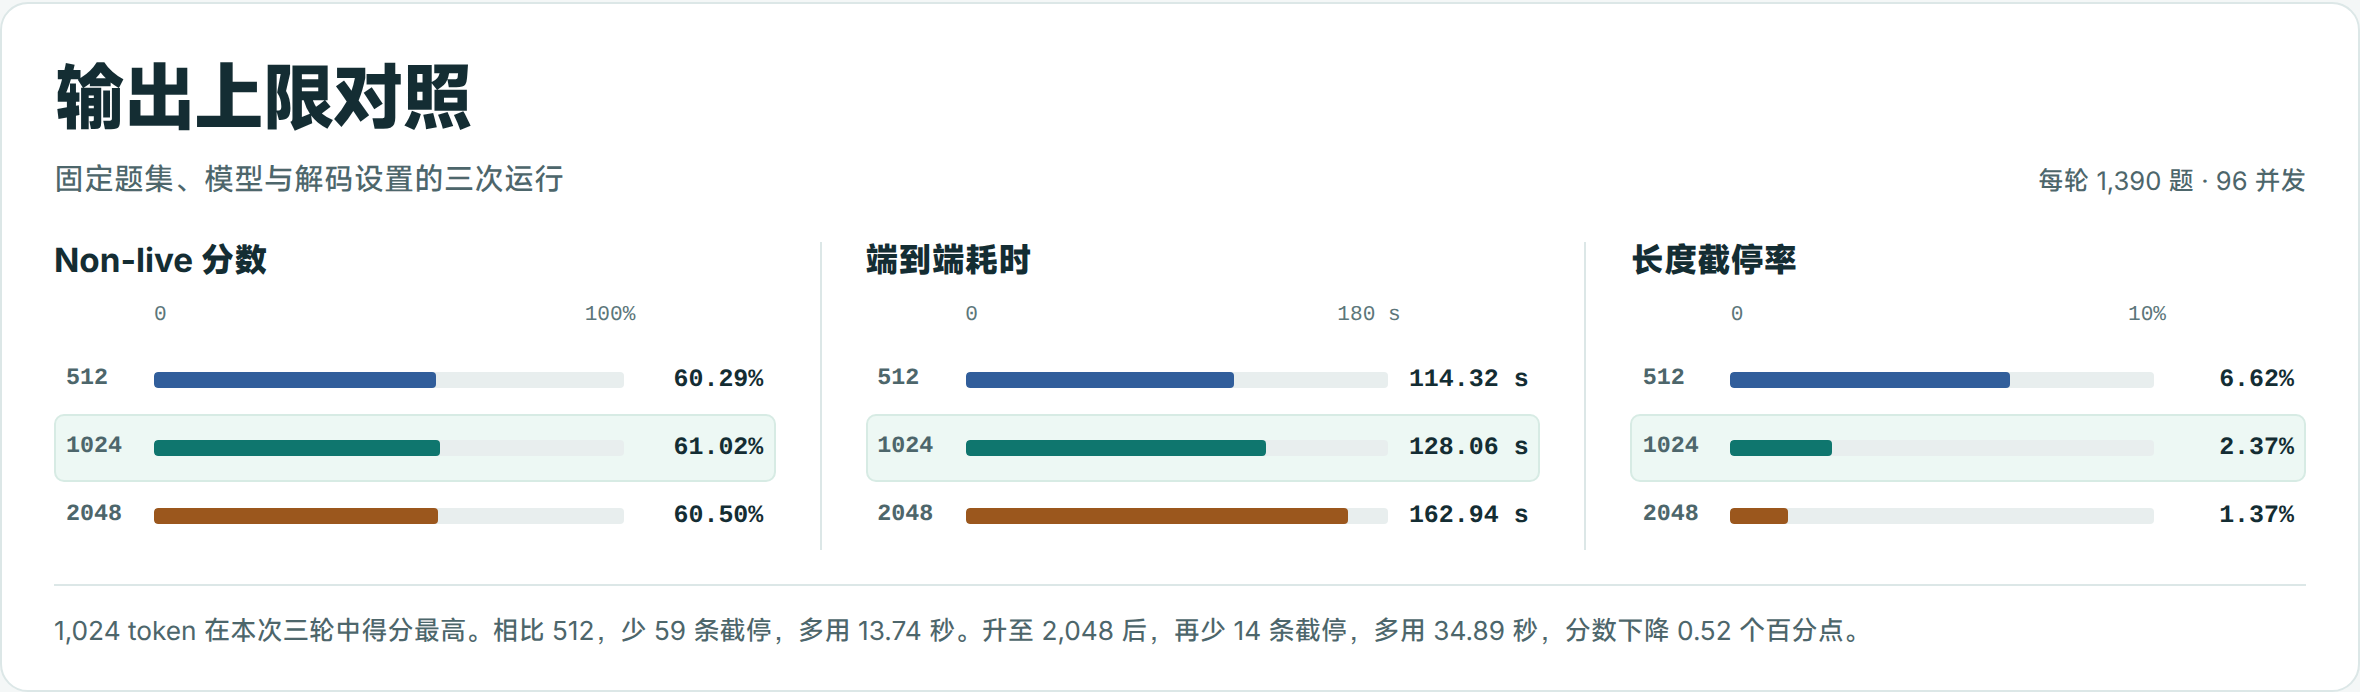 输出上限对照
固定题集、模型与解码设置的三次运行
每轮 1,390 题 · 96 并发
Non-live 分数
0 100%
512 60.29%
1024 61.02%
2048 60.50%
端到端耗时
0 180 s
512 114.32 s
1024 128.06 s
2048 162.94 s
长度截停率
0 10%
512 6.62%
1024 2.37%
2048 1.37%
1,024 token 在本次三轮中得分最高。相比 512，少 59 条截停，多用 13.74 秒。升至 2,048 后，再少 14 条截停，多用 34.89 秒，分数下降 0.52 个百分点。